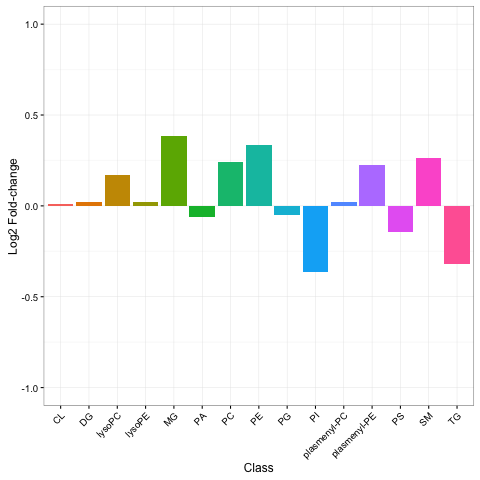 Log2 Fold-change
1.0
0.5
0.0
-0.5
-1.0
CL
DG
lysoPC
lysoPE
MG
PA
PC
PE
PG
PI
plasmenyl-PC
plasmenyl-PE
PS
SM
TG
Class